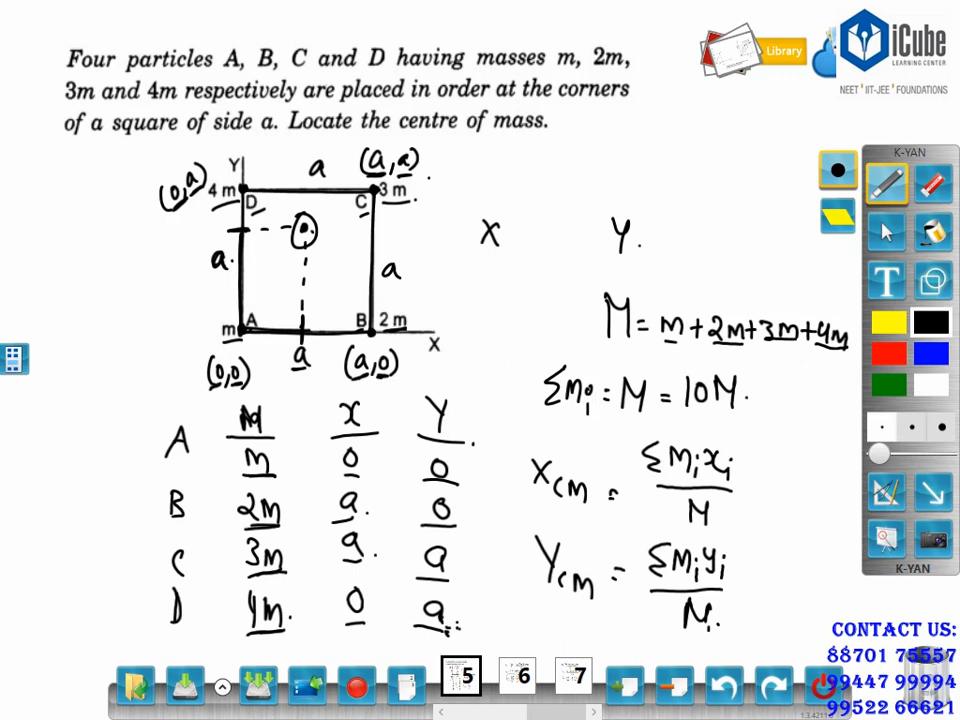 Four particles A, B, C and D having masses m, 2m,
3m and 4m respectively are placed in order at the corners
of a square of side a. Locate the centre of mass.
Library
iCube
LEARNING CENTER
NEET ' IIT-JEE ' FOUNDATIONS
K-YAN
Y a (a,a)
(0,a) 4 m D C 3 m
X Y
a a
m A B 2 m
X
(0,0) a (a,0)
M = m + 2m + 3m + 4m
Σmi = M = 10M
M X Y
A m 0 0
B 2m a 0
C 3m a a
D 4m 0 a
Xcm = Σmixi
M
Ycm = Σmiyi
M
T
K-YAN
CONTACT US:
88701 75557
99447 99994
99522 66621
5 6 7